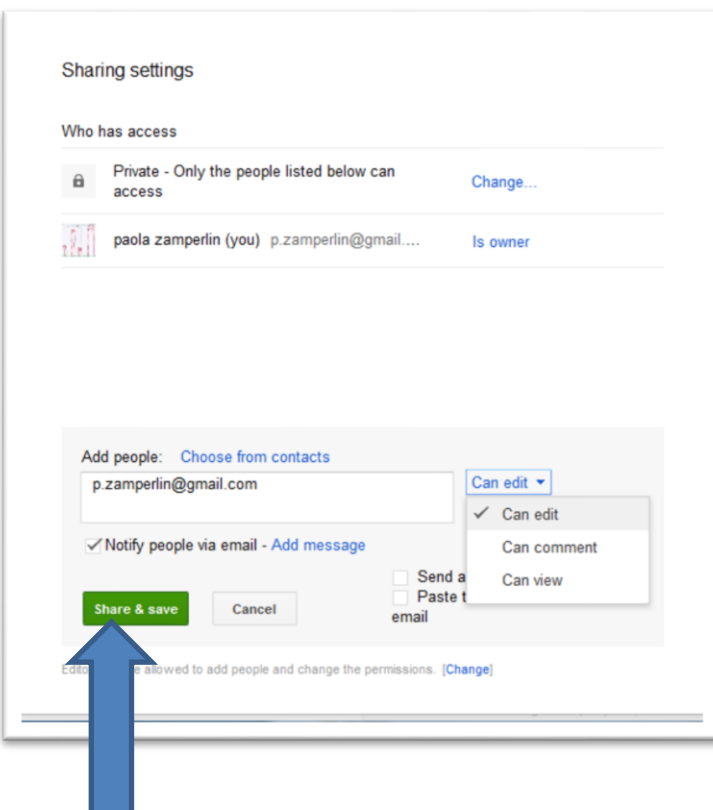 Sharing settings
Who has access
Private - Only the people listed below can
access
Change...
paola zamperlin (you) p.zamperlin@gmail....
Is owner
Add people: Choose from contacts
p.zamperlin@gmail.com
Can edit
Can edit
Can comment
Can view
Notify people via email - Add message
Send a
Paste t
email
Share & save
Cancel
allowed to add people and change the permissions. [Change]